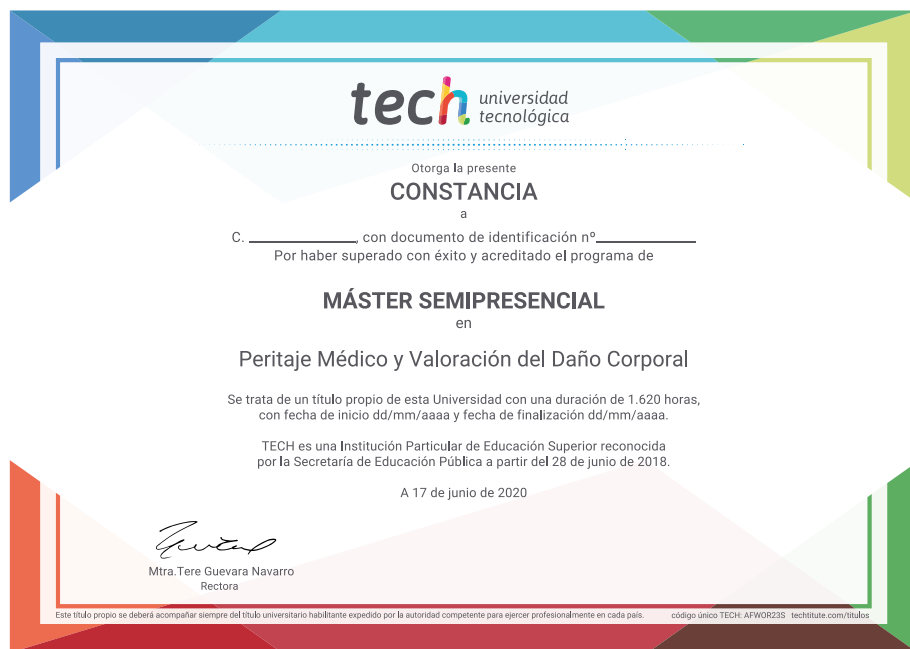 tech universidad
tecnológica
Otorga la presente
CONSTANCIA
a
C. ____________, con documento de identificación nº____________
Por haber superado con éxito y acreditado el programa de
MÁSTER SEMIPRESENCIAL
en
Peritaje Médico y Valoración del Daño Corporal
Se trata de un título propio de esta Universidad con una duración de 1.620 horas,
con fecha de inicio dd/mm/aaaa y fecha de finalización dd/mm/aaaa.
TECH es una Institución Particular de Educación Superior reconocida
por la Secretaría de Educación Pública a partir del 28 de junio de 2018.
A 17 de junio de 2020
Mtra.Tere Guevara Navarro
Rectora
Este título propio se deberá acompañar siempre del título universitario habilitante expedido por la autoridad competente para ejercer profesionalmente en cada país. código único TECH: AFWOR23S techtitute.com/titulos